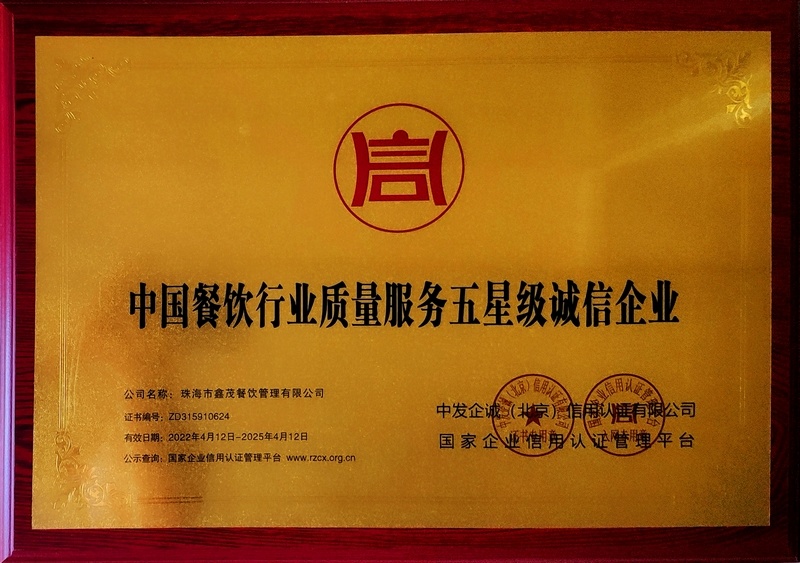 信
中国餐饮行业质量服务五星级诚信企业
公司名称：珠海市鑫茂餐饮管理有限公司
证书编号：ZD315910624
有效日期：2022年4月12日-2025年4月12日
公示查询：国家企业信用认证管理平台 www.rzcx.org.cn
中发企诚（北京）信用认证有限公司
国家企业信用认证管理平台